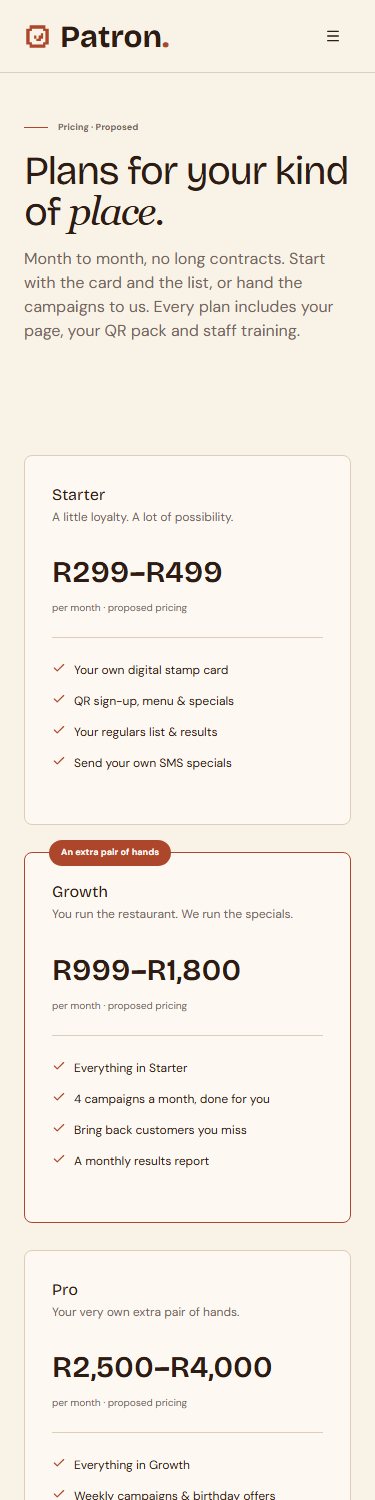 Patron.
Pricing · Proposed
Plans for your kind
of place.
Month to month, no long contracts. Start
with the card and the list, or hand the
campaigns to us. Every plan includes your
page, your QR pack and staff training.
Starter
A little loyalty. A lot of possibility.
R299–R499
per month · proposed pricing
Your own digital stamp card
QR sign-up, menu & specials
Your regulars list & results
Send your own SMS specials
An extra pair of hands
Growth
You run the restaurant. We run the specials.
R999–R1,800
per month · proposed pricing
Everything in Starter
4 campaigns a month, done for you
Bring back customers you miss
A monthly results report
Pro
Your very own extra pair of hands.
R2,500–R4,000
per month · proposed pricing
Everything in Growth
Weekly campaigns & birthday offers